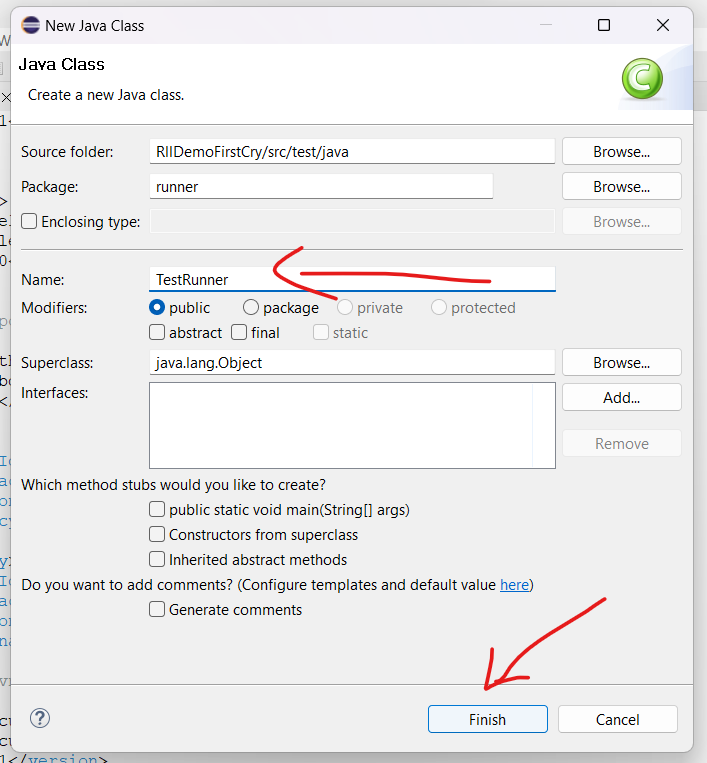 New Java Class
Java Class
Create a new Java class.
Source folder: RIIDemoFirstCry/src/test/java Browse...
Package: runner Browse...
Enclosing type: Browse...
Name: TestRunner
Modifiers: public package private protected
abstract final static
Superclass: java.lang.Object Browse...
Interfaces: Add...
Remove
Which method stubs would you like to create?
public static void main(String[] args)
Constructors from superclass
Inherited abstract methods
Do you want to add comments? (Configure templates and default value here)
Generate comments
Finish Cancel
</version>